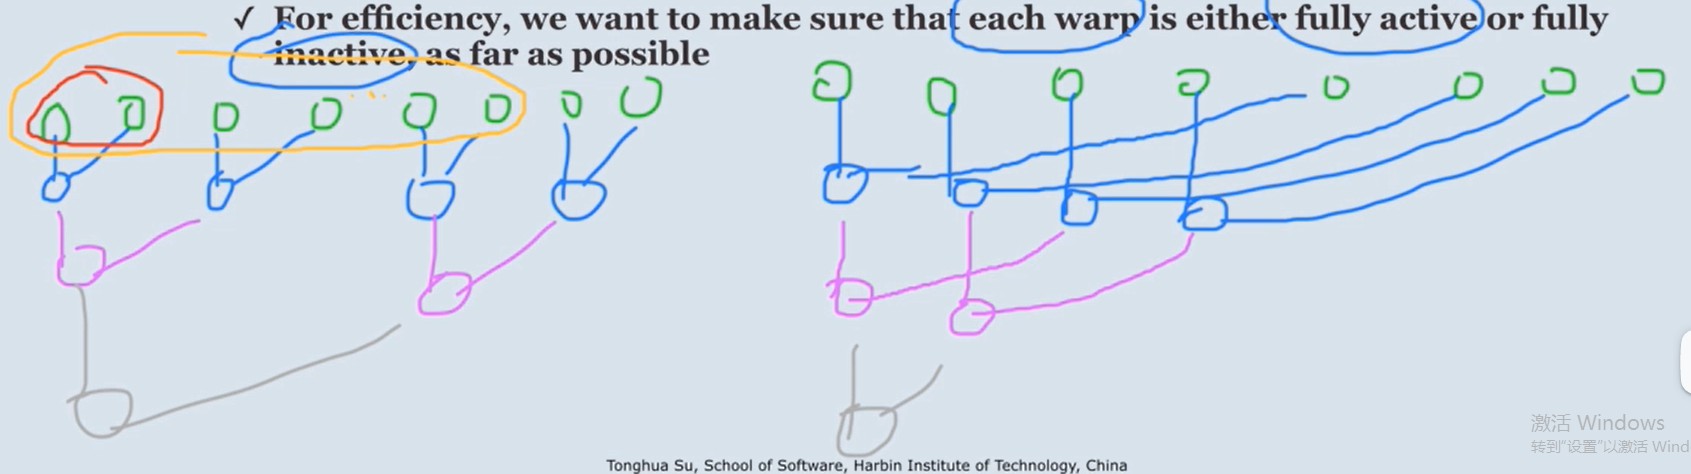 ✓ For efficiency, we want to make sure that each warp is either fully active or fully
inactive, as far as possible
激活 Windows
转到"设置"以激活 Wind
Tonghua Su, School of Software, Harbin Institute of Technology, China